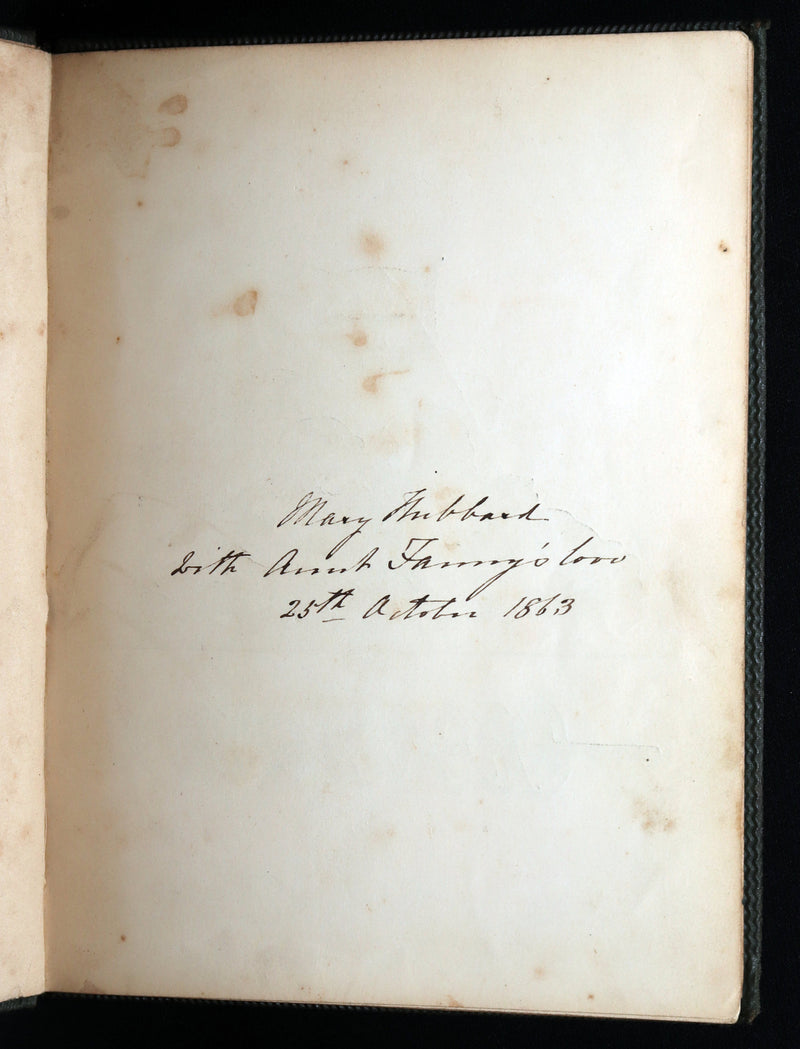 Mary Hubbard
With Aunt Fanny's love
25th October 1863